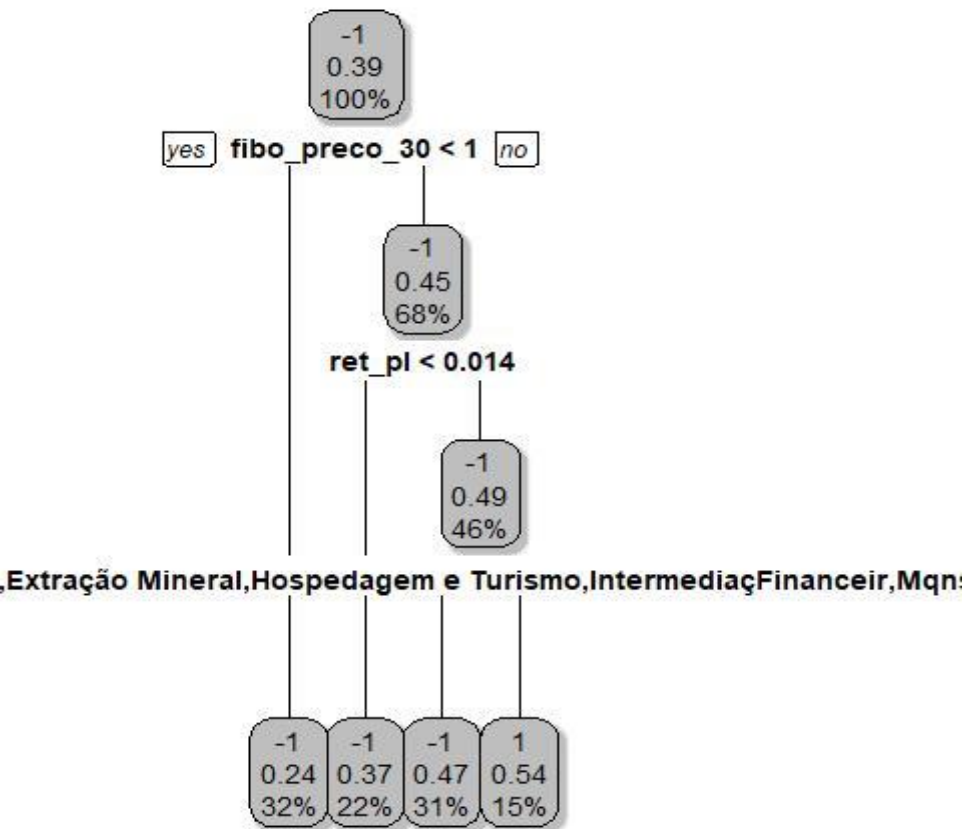 -1
0.39
100%
yes fibo_preco_30 < 1 no
-1
0.45
68%
ret_pl < 0.014
-1
0.49
46%
,Extração Mineral,Hospedagem e Turismo,IntermediaçFinanceir,Mqns
-1 -1 -1 1
0.24 0.37 0.47 0.54
32% 22% 31% 15%